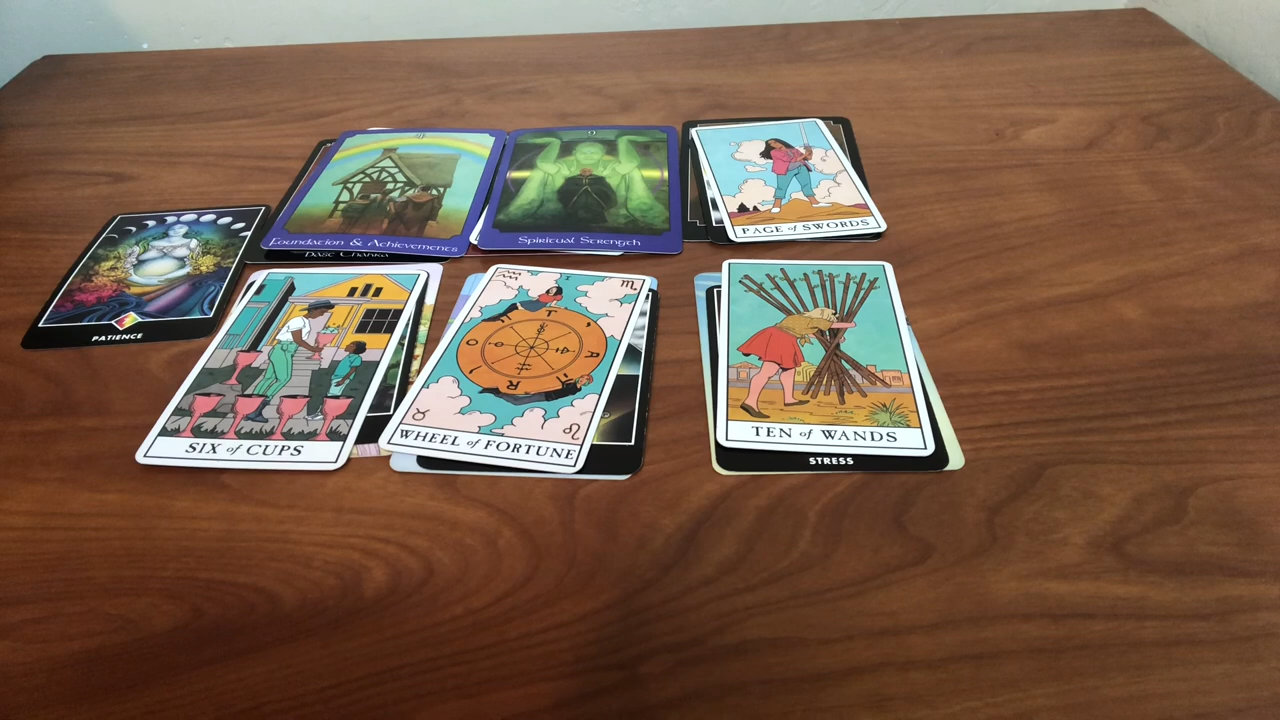 Foundation & Achievements
Base Chakra
6
Spiritual Strength
PAGE of SWORDS
PATIENCE
SIX of CUPS
I
T
A
R
O
WHEEL of FORTUNE
TEN of WANDS
STRESS